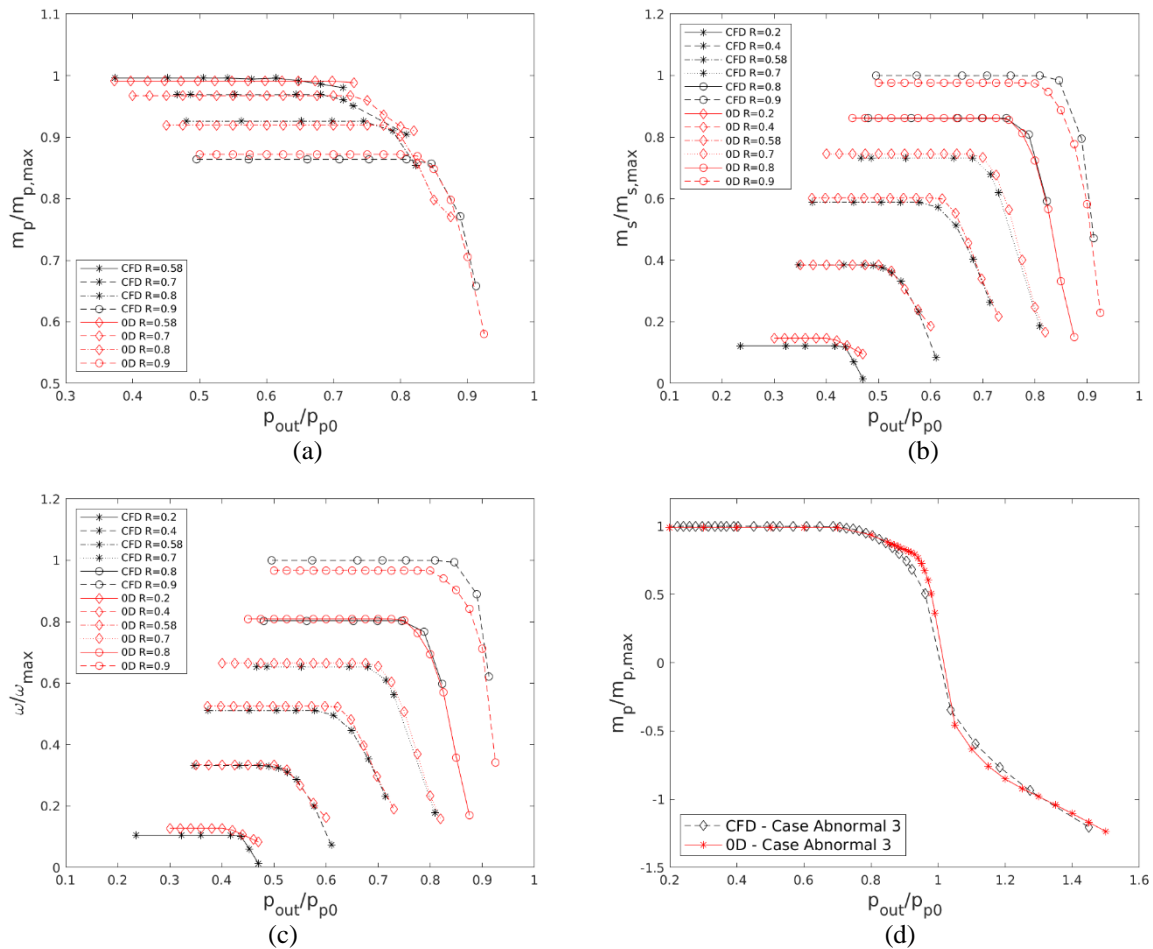 1.1
1
0.9
0.8
0.7
0.6
0.5
m_p/m_p,max
CFD R=0.58
CFD R=0.7
CFD R=0.8
CFD R=0.9
0D R=0.58
0D R=0.7
0D R=0.8
0D R=0.9
0.3 0.4 0.5 0.6 0.7 0.8 0.9 1
p_out/p_p0
(a)
1.2
1
0.8
0.6
0.4
0.2
0
m_s/m_s,max
CFD R=0.2
CFD R=0.4
CFD R=0.58
CFD R=0.7
CFD R=0.8
CFD R=0.9
0D R=0.2
0D R=0.4
0D R=0.58
0D R=0.7
0D R=0.8
0D R=0.9
0.1 0.2 0.3 0.4 0.5 0.6 0.7 0.8 0.9 1
p_out/p_p0
(b)
1.2
1
0.8
0.6
0.4
0.2
0
ω/ω_max
CFD R=0.2
CFD R=0.4
CFD R=0.58
CFD R=0.7
CFD R=0.8
CFD R=0.9
0D R=0.2
0D R=0.4
0D R=0.58
0D R=0.7
0D R=0.8
0D R=0.9
0.1 0.2 0.3 0.4 0.5 0.6 0.7 0.8 0.9 1
p_out/p_p0
(c)
1
0.5
0
-0.5
-1
-1.5
m_p/m_p,max
CFD - Case Abnormal 3
0D - Case Abnormal 3
0.2 0.4 0.6 0.8 1 1.2 1.4 1.6
p_out/p_p0
(d)